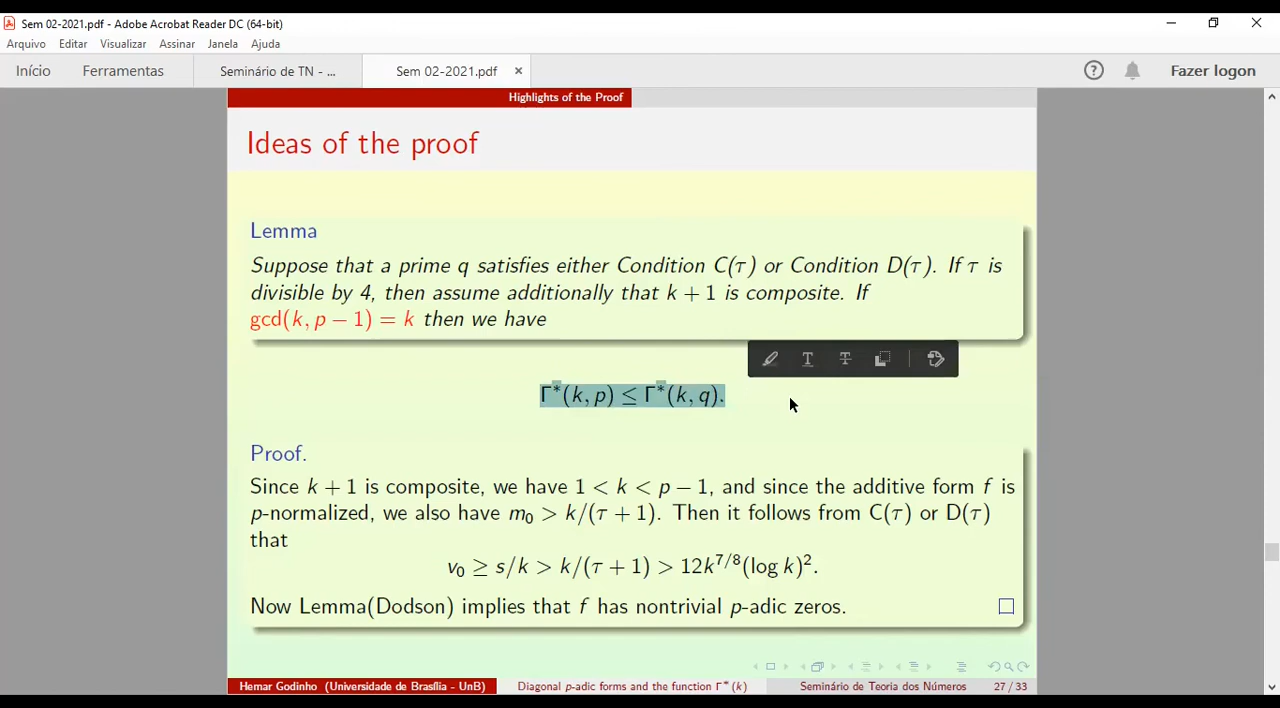 Sem 02-2021.pdf - Adobe Acrobat Reader DC (64-bit)
Arquivo Editar Visualizar Assinar Janela Ajuda
Início Ferramentas Seminário de TN - ... Sem 02-2021.pdf × Fazer logon
Highlights of the Proof
Ideas of the proof
Lemma
Suppose that a prime q satisfies either Condition C(τ) or Condition D(τ). If τ is
divisible by 4, then assume additionally that k + 1 is composite. If
gcd(k, p − 1) = k then we have
Γ*(k, p) ≤ Γ*(k, q).
Proof.
Since k + 1 is composite, we have 1 < k < p − 1, and since the additive form f is
p-normalized, we also have m₀ > k/(τ + 1). Then it follows from C(τ) or D(τ)
that
v₀ ≥ s/k > k/(τ + 1) > 12k^{7/8}(log k)².
Now Lemma(Dodson) implies that f has nontrivial p-adic zeros. □
Hemar Godinho (Universidade de Brasília - UnB) Diagonal p-adic forms and the function Γ*(k) Seminário de Teoria dos Números 27 / 33